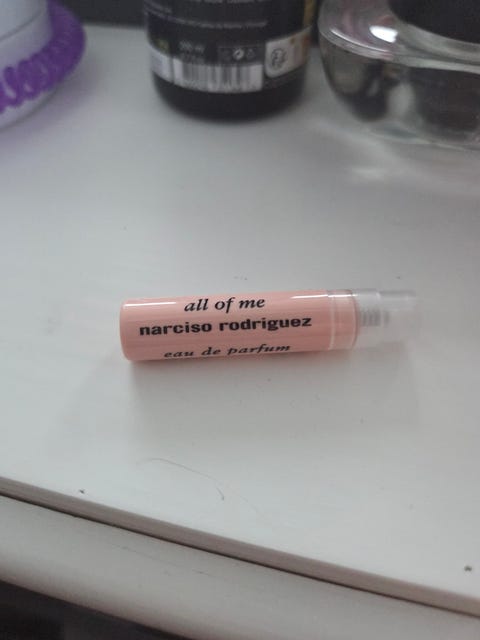 all of me
narciso rodriguez
eau de parfum